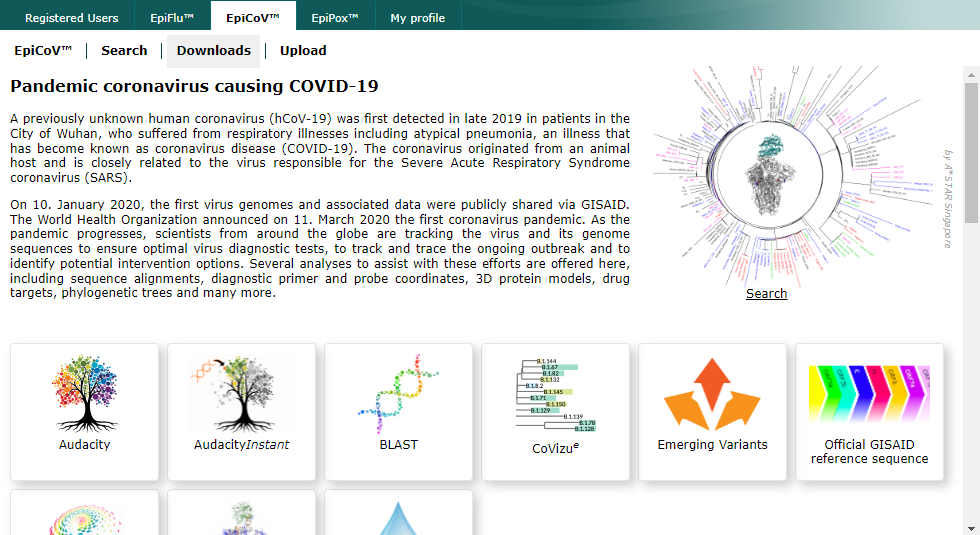 Registered Users
EpiFlu™
EpiCoV™
EpiPox™
My profile
EpiCoV™
Search
Downloads
Upload
Pandemic coronavirus causing COVID-19
A previously unknown human coronavirus (hCoV-19) was first detected in late 2019 in patients in the
City of Wuhan, who suffered from respiratory illnesses including atypical pneumonia, an illness that
has become known as coronavirus disease (COVID-19). The coronavirus originated from an animal
host and is closely related to the virus responsible for the Severe Acute Respiratory Syndrome
coronavirus (SARS).
On 10. January 2020, the first virus genomes and associated data were publicly shared via GISAID.
The World Health Organization announced on 11. March 2020 the first coronavirus pandemic. As
the pandemic progresses, scientists from around the globe are tracking the virus and its genome
sequences to ensure optimal virus diagnostic tests, to track and trace the ongoing outbreak and to
identify potential intervention options. Several analyses to assist with these efforts are offered here,
including sequence alignments, diagnostic primer and probe coordinates, 3D protein models, drug
targets, phylogenetic trees and many more.
by A*STAR Singapore
Search
Audacity
AudacityInstant
BLAST
B.1.144
B.1.67
B.1.82
B.1.132
B.1.8.2
B.1.145
B.1.71
B.1.150
B.1.129
B.1.139
B.1.78
B.1.128
CoVizue
Emerging Variants
Official GISAID
reference sequence